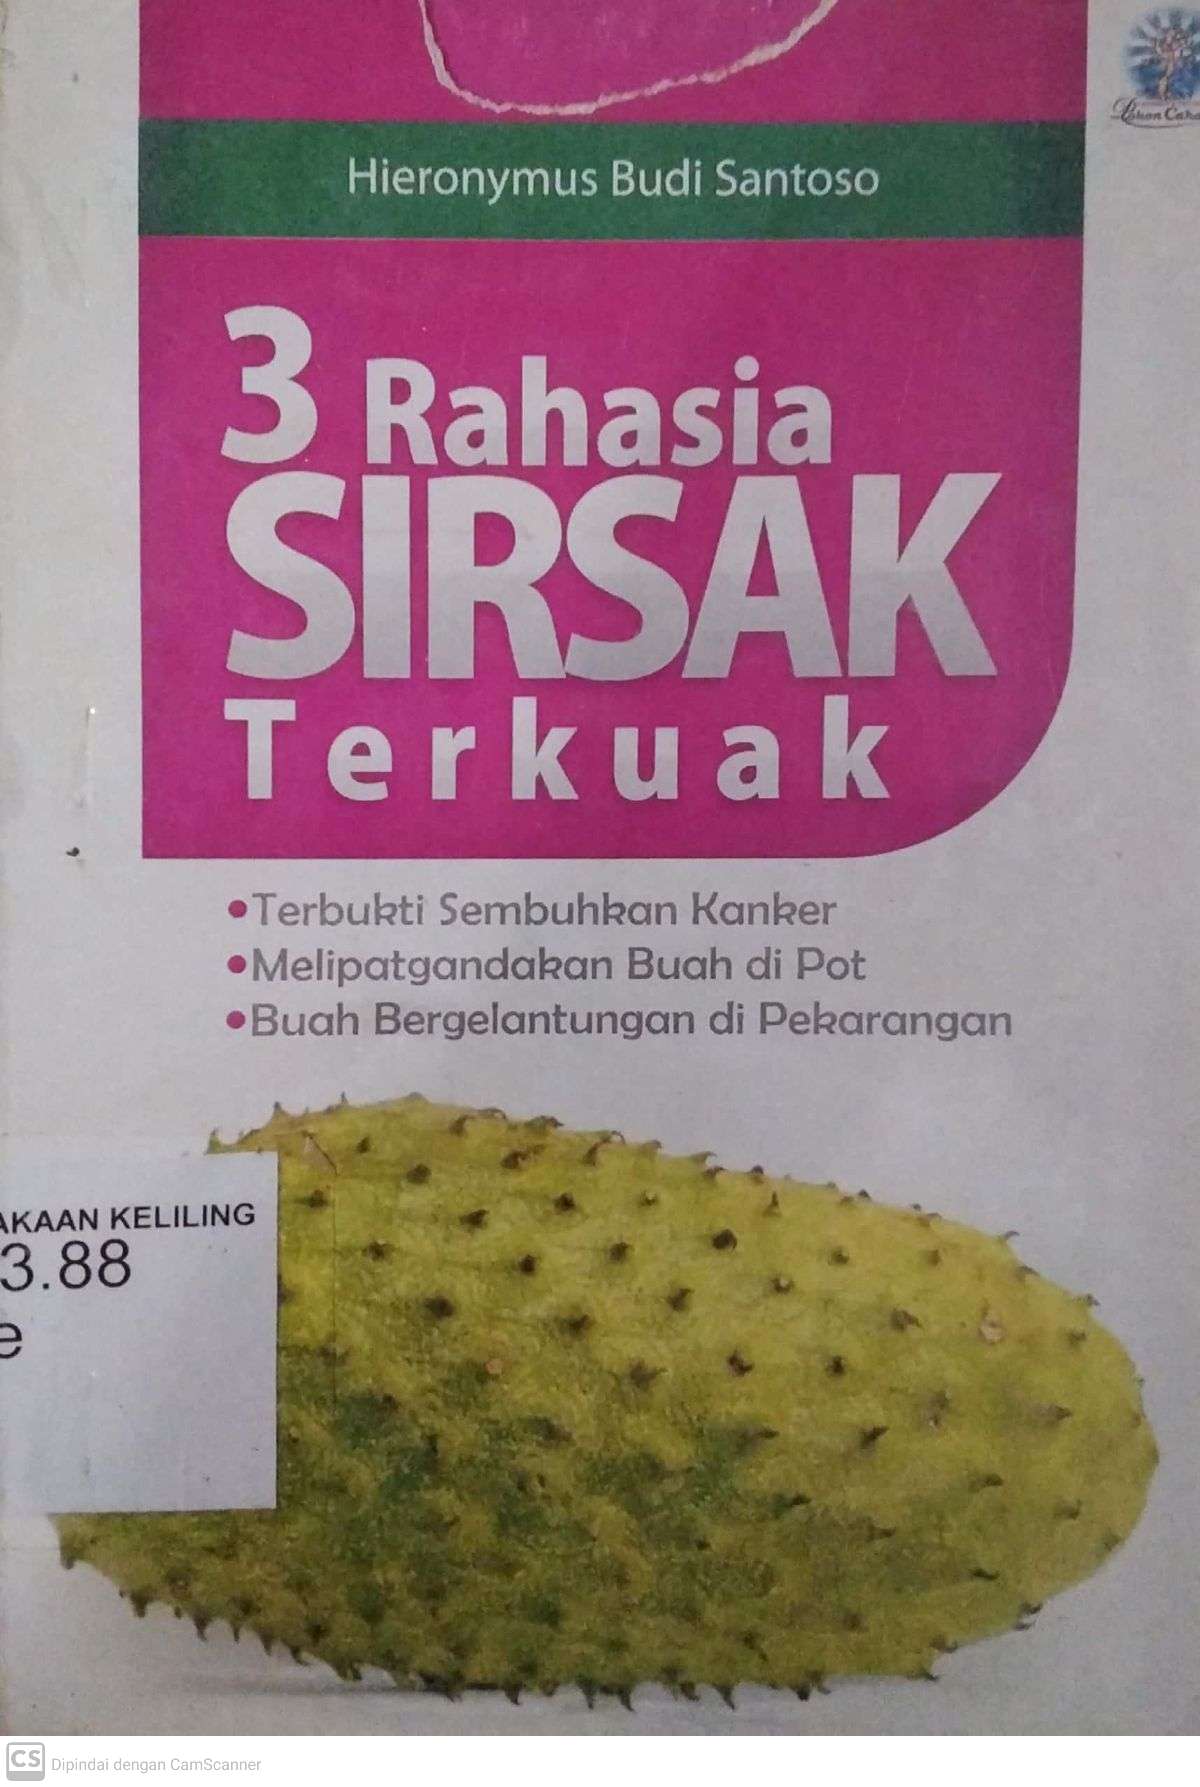 Hieronymus Budi Santoso
3 Rahasia
SIRSAK
Terkuak
•Terbukti Sembuhkan Kanker
•Melipatgandakan Buah di Pot
•Buah Bergelantungan di Pekarangan
AKAAN KELILING
3.88
e
CS Dipindai dengan CamScanner